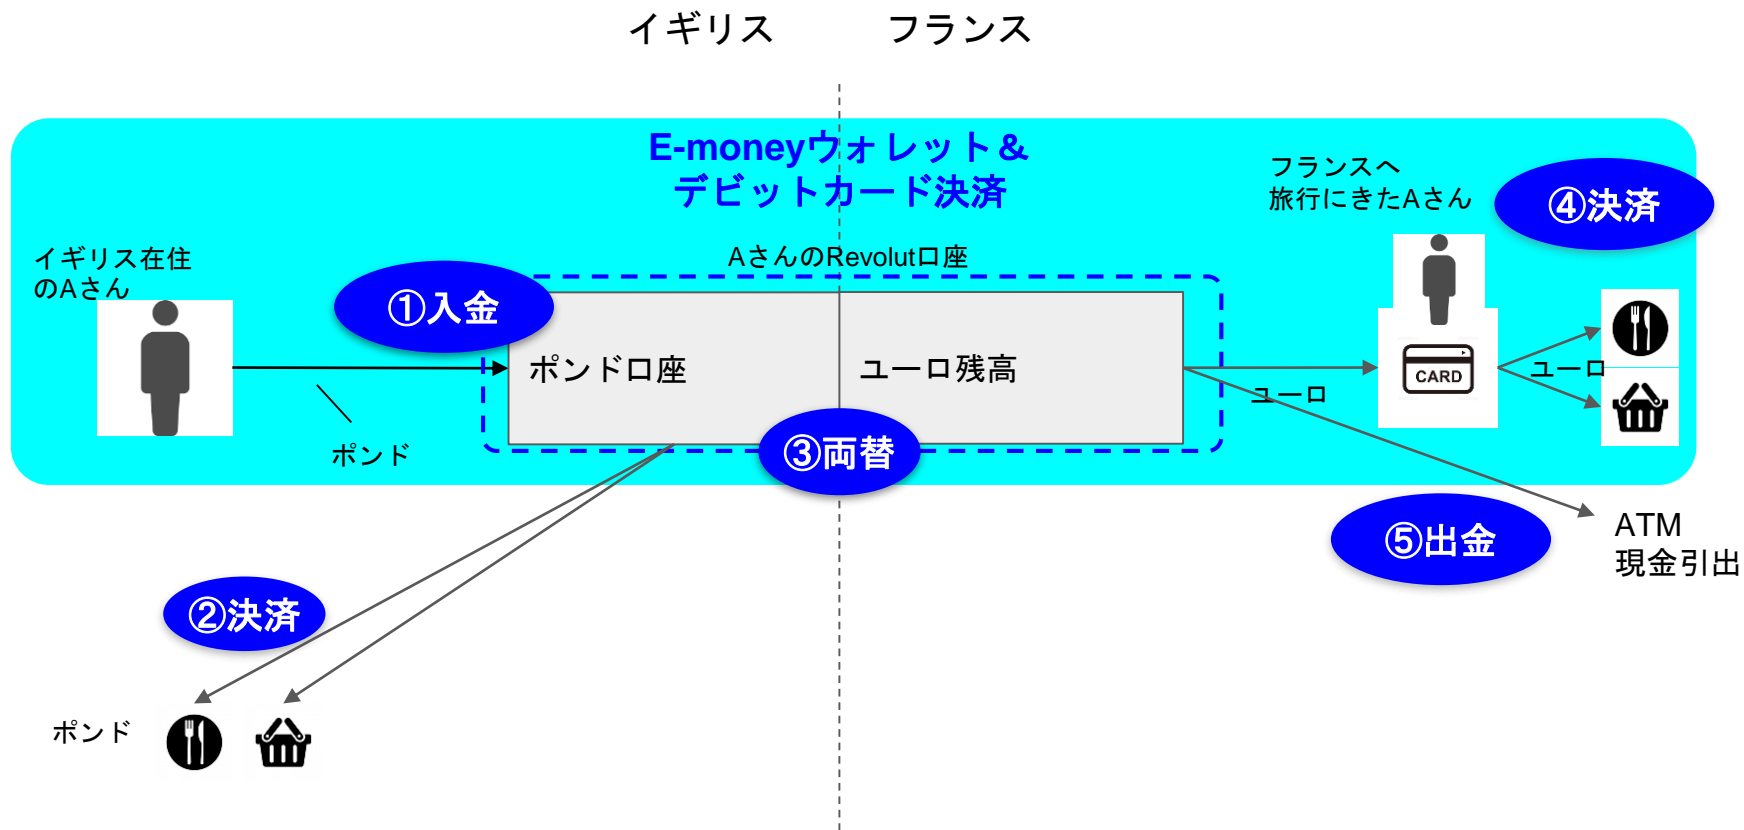 イギリス
フランス
E-moneyウォレット＆
デビットカード決済
フランスへ
旅行にきたAさん
④決済
イギリス在住
のAさん
AさんのRevolut口座
①入金
ポンド口座
ユーロ残高
CARD
ユーロ
ユーロ
ポンド
③両替
ATM
現金引出
⑤出金
②決済
ポンド